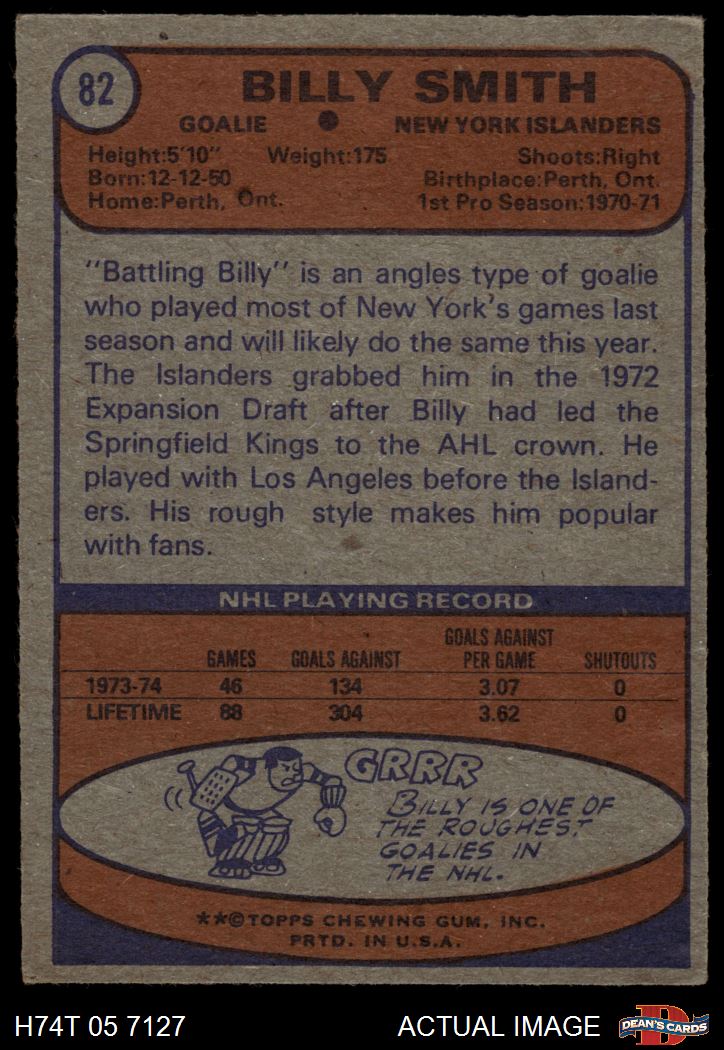 82
BILLY SMITH
GOALIE NEW YORK ISLANDERS
Height:5'10" Weight:175 Shoots:Right
Born:12-12-50 Birthplace:Perth, Ont.
Home:Perth, Ont. 1st Pro Season:1970-71
"Battling Billy" is an angles type of goalie
who played most of New York's games last
season and will likely do the same this year.
The Islanders grabbed him in the 1972
Expansion Draft after Billy had led the
Springfield Kings to the AHL crown. He
played with Los Angeles before the Island-
ers. His rough style makes him popular
with fans.
NHL PLAYING RECORD
GAMES GOALS AGAINST GOALS AGAINST PER GAME SHUTOUTS
1973-74 46 134 3.07 0
LIFETIME 88 304 3.62 0
GRRR
BILLY IS ONE OF
THE ROUGHEST
GOALIES IN
THE NHL.
**©TOPPS CHEWING GUM, INC.
PRTD. IN U.S.A.
H74T 05 7127 ACTUAL IMAGE DEAN'S CARDS